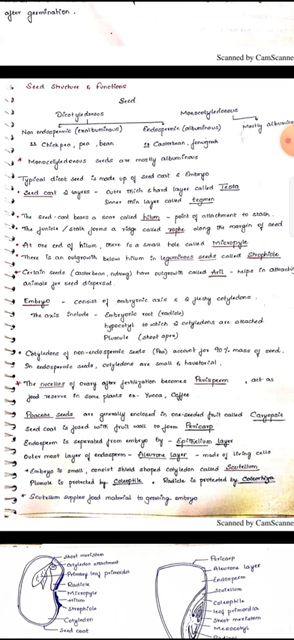 after germination.
Scanned by CamScanne
Seed Structure & Functions
Seed
Dicotyledonous Monocotyledonous
Non endospermic (exalbuminous) Endospermic (albuminous) Mostly albumino
Chickpea, pea, bean Castorbean, fenugreek
* Monocotyledonous seeds are mostly albuminous
Typical dicot seed is made up of seed coat & Embryo
Seed coat 2 layers - Outer thick & hard layer called Testa
Inner thin layer called tegmen
The seed-coat bears a scar called hilum - point of attachment to stalk.
The funicle / stalk forms a ridge called raphe along the margin of seed
At one end of hilum, there is a small hole called Micropyle
There is an outgrowth below hilum in leguminous seeds called Strophiole
Certain seeds (castorbean, nutmeg) have outgrowth called Aril - helps in attracti
animals for seed dispersal.
Embryo - consist of embryonic axis & 2 fleshy cotyledons.
The axis include - Embryonic root (radicle)
hypocotyl to which 2 cotyledons are attached
Plumule (shoot apex)
Cotyledons of non-endospermic seeds (Pea) account for 90% mass of seed.
In endospermic seeds, cotyledons are small & haustorial.
* The nucellus of ovary after fertilization becomes Perisperm, act as
food reserve in some plants ex- Yucca, Coffee
Poaceae seeds are generally enclosed in one-seeded fruit called Caryopsis
Seed coat is fused with fruit wall to form Pericarp
Endosperm is seperated from embryo by - Epithelium layer
Outer most layer of endosperm - Aleurone layer - made of living cells
Embryo is small, consist shield shaped cotyledon called Scutellum
Plumule is protected by Coleoptile. Radicle is protected by Coleorhiza
* Scutellum supplies food material to growing embryo
Scanned by CamScanne
Shoot meristem
Cotyledon attachment
Primary leaf primordia
Radicle
Micropyle
Hilum
Strophiole
Cotyledon
Seed coat
Pericarp
Aleurone layer
Endosperm
Scutellum
Coleoptile
leaf primordia
Shoot meristem
Mesocotyl